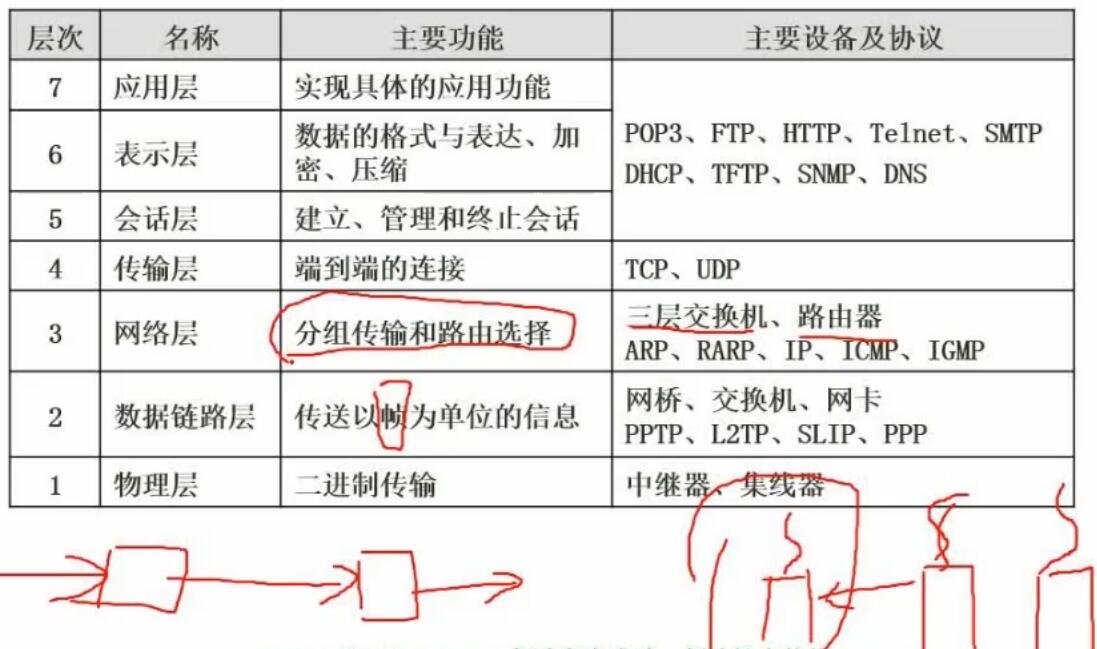 层次 名称 主要功能 主要设备及协议
7 应用层 实现具体的应用功能
6 表示层 数据的格式与表达、加
密、压缩
POP3、FTP、HTTP、Telnet、SMTP
DHCP、TFTP、SNMP、DNS
5 会话层 建立、管理和终止会话
4 传输层 端到端的连接 TCP、UDP
3 网络层 分组传输和路由选择 三层交换机、路由器
ARP、RARP、IP、ICMP、IGMP
2 数据链路层 传送以帧为单位的信息 网桥、交换机、网卡
PPTP、L2TP、SLIP、PPP
1 物理层 二进制传输 中继器、集线器